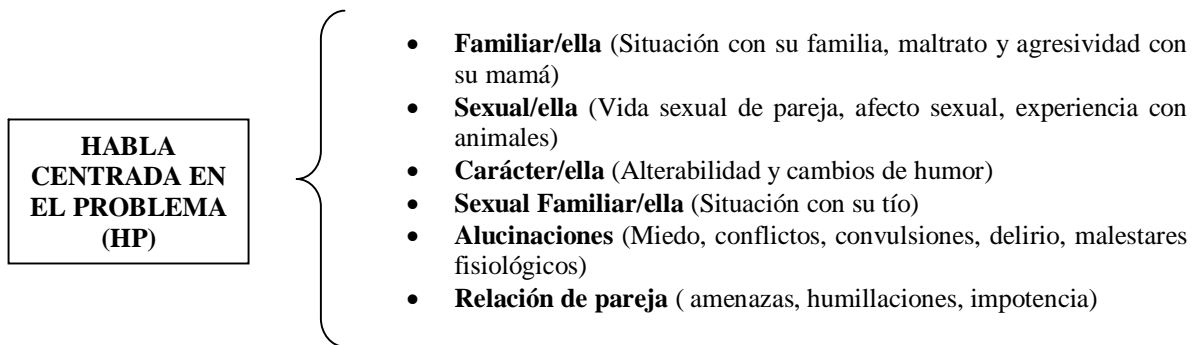 HABLA
CENTRADA EN
EL PROBLEMA
(HP)
• Familiar/ella (Situación con su familia, maltrato y agresividad con
su mamá)
• Sexual/ella (Vida sexual de pareja, afecto sexual, experiencia con
animales)
• Carácter/ella (Alterabilidad y cambios de humor)
• Sexual Familiar/ella (Situación con su tío)
• Alucinaciones (Miedo, conflictos, convulsiones, delirio, malestares
fisiológicos)
• Relación de pareja ( amenazas, humillaciones, impotencia)